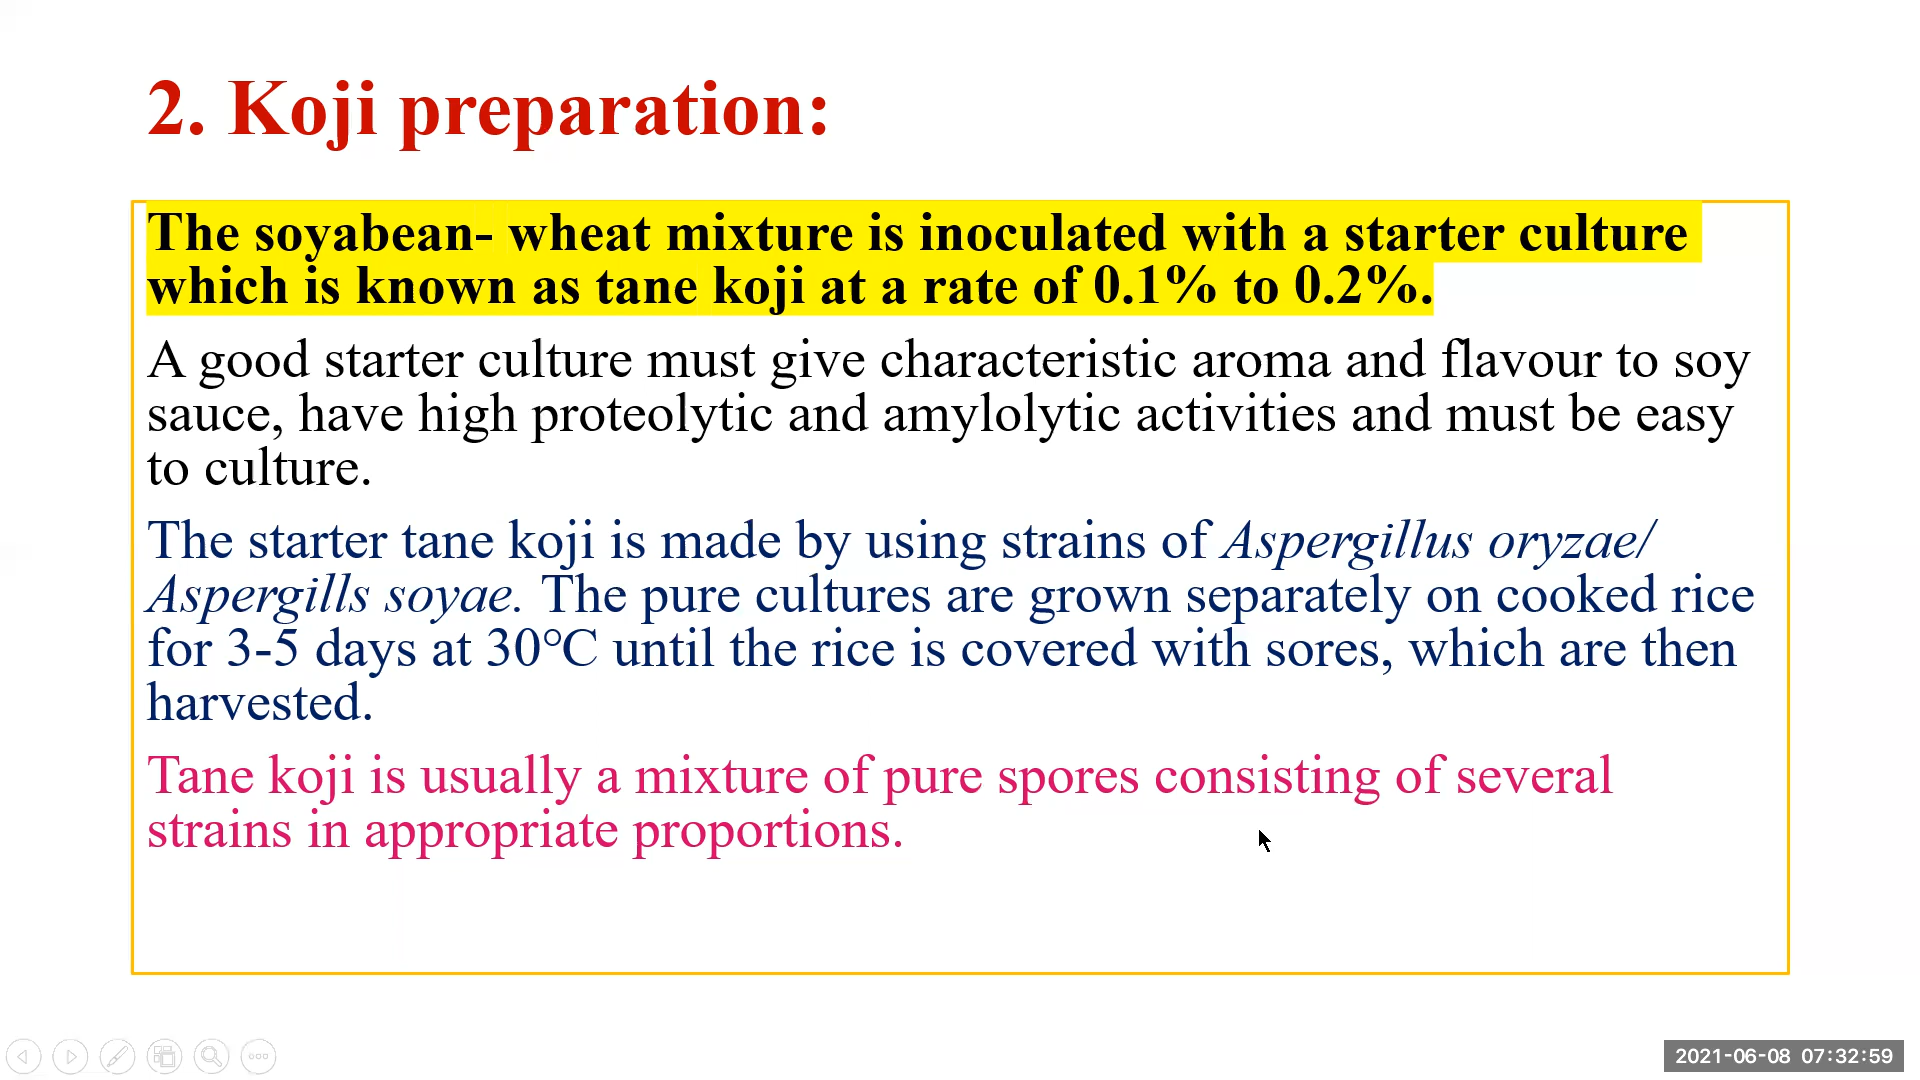 2. Koji preparation:
The soyabean- wheat mixture is inoculated with a starter culture
which is known as tane koji at a rate of 0.1% to 0.2%.
A good starter culture must give characteristic aroma and flavour to soy
sauce, have high proteolytic and amylolytic activities and must be easy
to culture.
The starter tane koji is made by using strains of Aspergillus oryzae/
Aspergills soyae. The pure cultures are grown separately on cooked rice
for 3-5 days at 30℃ until the rice is covered with sores, which are then
harvested.
Tane koji is usually a mixture of pure spores consisting of several
strains in appropriate proportions.
2021-06-08 07:32:59